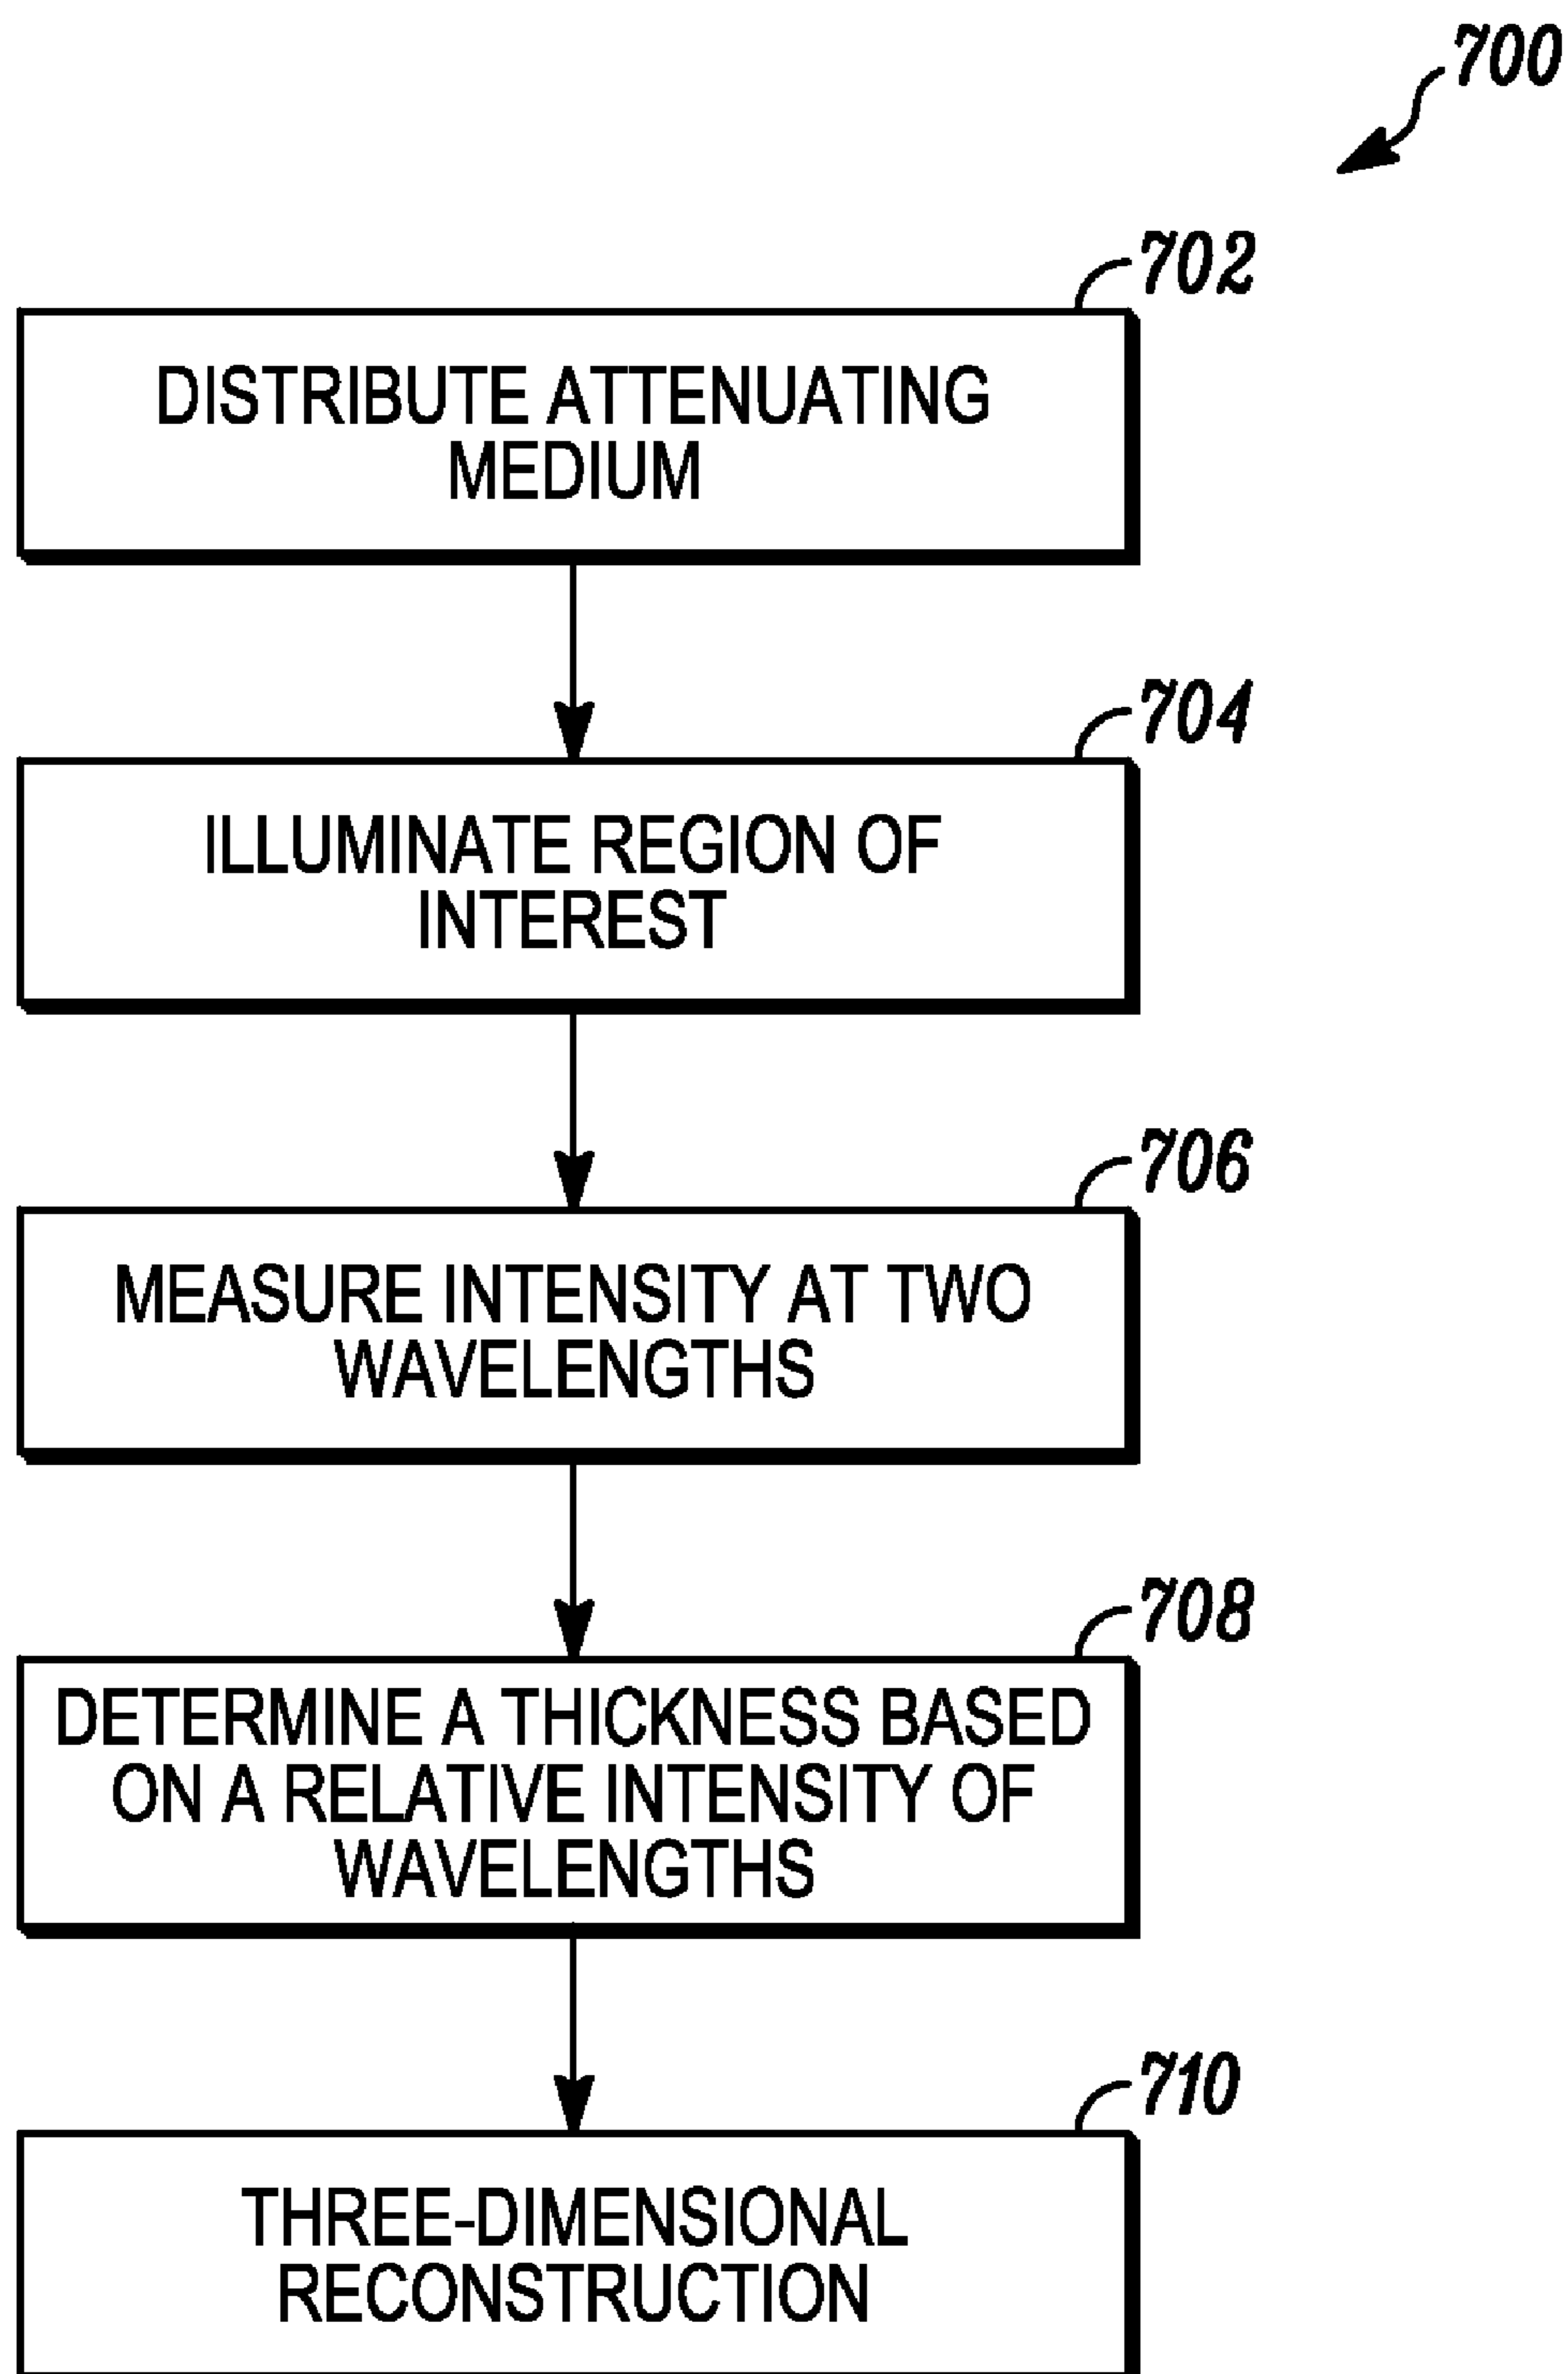 700
702
DISTRIBUTE ATTENUATING
MEDIUM
704
ILLUMINATE REGION OF
INTEREST
706
MEASURE INTENSITY AT TWO
WAVELENGTHS
708
DETERMINE A THICKNESS BASED
ON A RELATIVE INTENSITY OF
WAVELENGTHS
710
THREE-DIMENSIONAL
RECONSTRUCTION